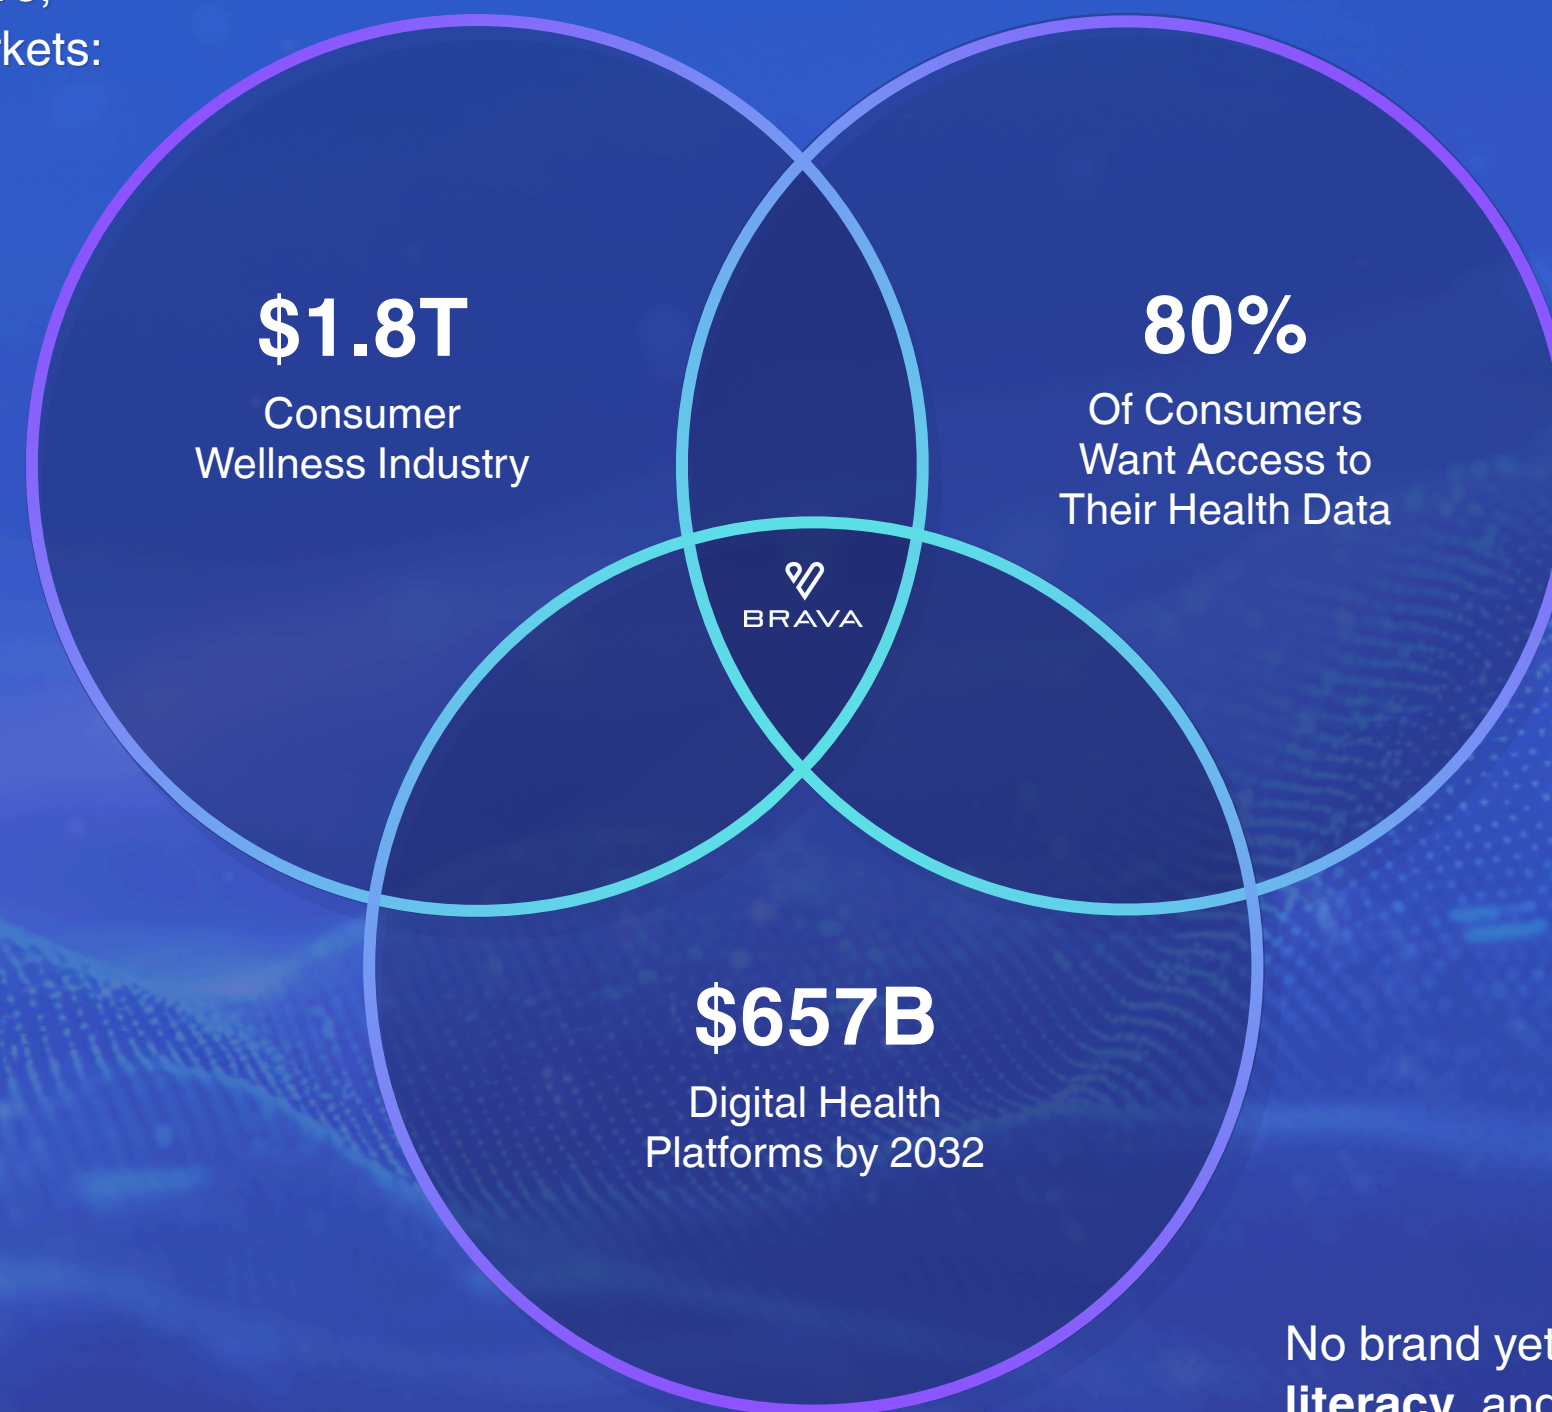 kets:
$1.8T
Consumer
Wellness Industry
80%
Of Consumers
Want Access to
Their Health Data
BRAVA
$657B
Digital Health
Platforms by 2032
No brand yet
literacy, and